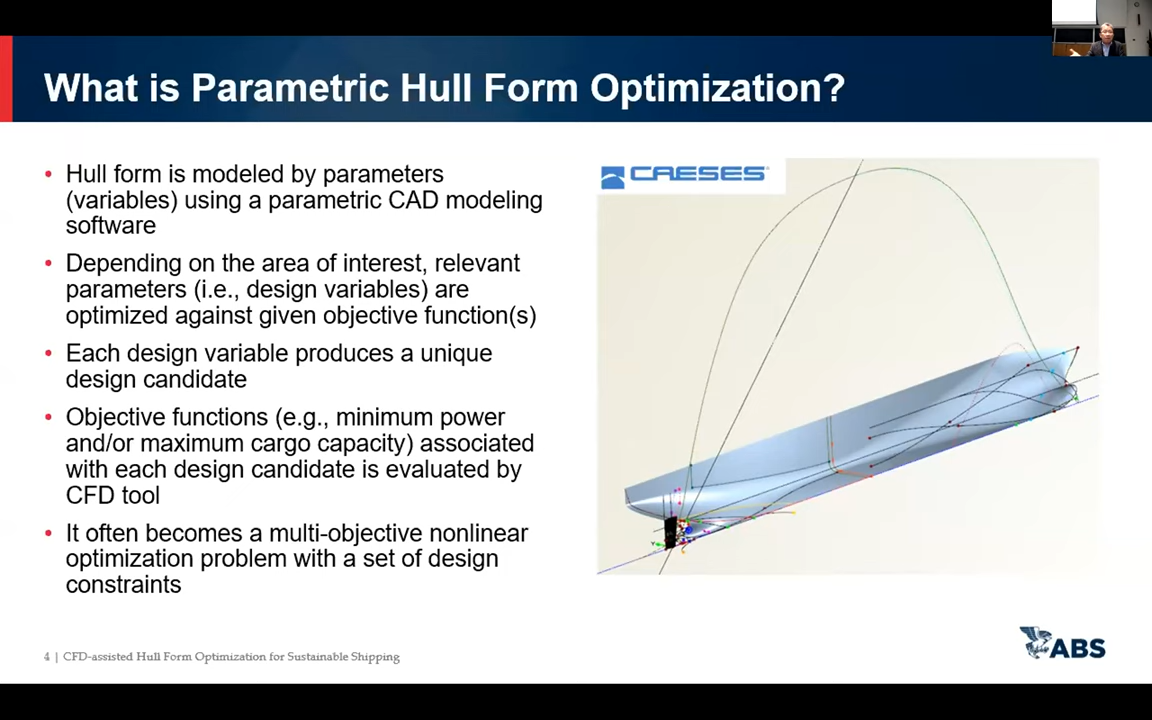 What is Parametric Hull Form Optimization?
• Hull form is modeled by parameters
(variables) using a parametric CAD modeling
software
• Depending on the area of interest, relevant
parameters (i.e., design variables) are
optimized against given objective function(s)
• Each design variable produces a unique
design candidate
• Objective functions (e.g., minimum power
and/or maximum cargo capacity) associated
with each design candidate is evaluated by
CFD tool
• It often becomes a multi-objective nonlinear
optimization problem with a set of design
constraints
CAESES®
4 | CFD-assisted Hull Form Optimization for Sustainable Shipping
ABS